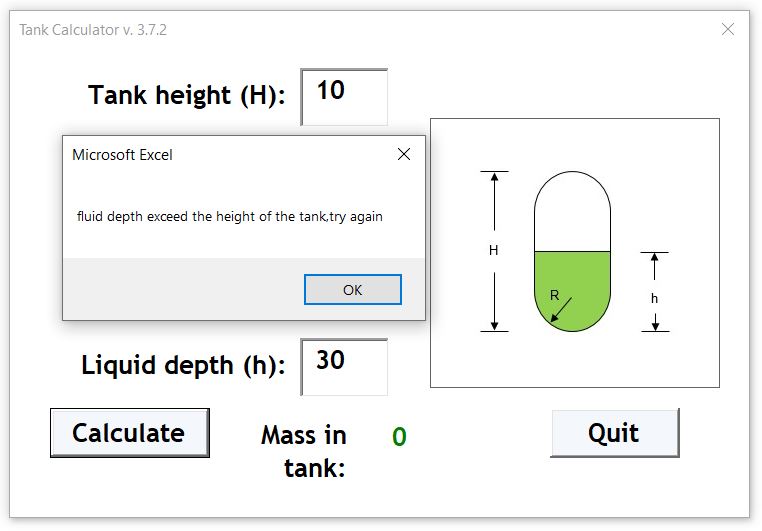 Tank Calculator v. 3.7.2
Tank height (H): 10
Microsoft Excel
fluid depth exceed the height of the tank,try again
OK
H
R
h
Liquid depth (h): 30
Calculate
Mass in
tank:
0
Quit